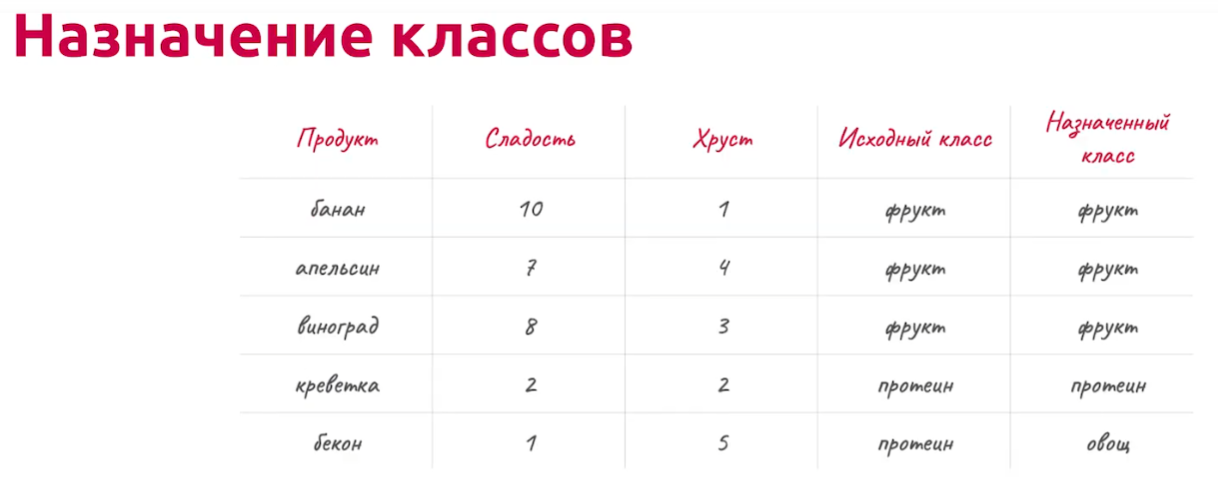 Назначение классов
Продукт Сладость Хруст Исходный класс Назначенный класс
банан 10 1 фрукт фрукт
апельсин 7 4 фрукт фрукт
виноград 8 3 фрукт фрукт
креветка 2 2 протеин протеин
бекон 1 5 протеин овощ